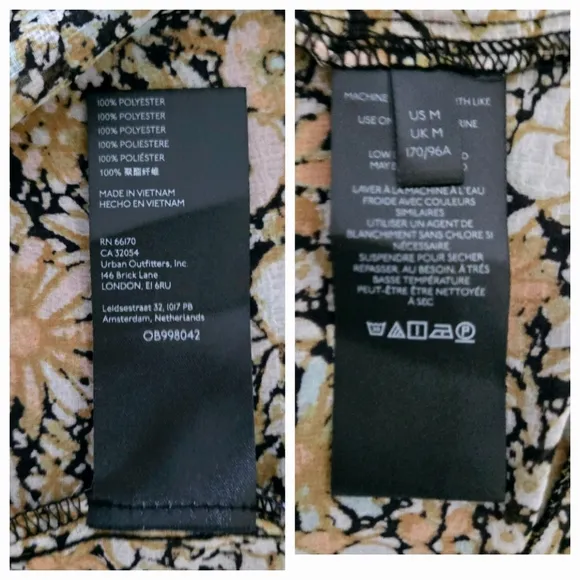 100% POLYESTER
100% POLYESTER
100% POLYESTER
100% POLIESTERE
100% POLIÉSTER
100% 聚酯纤维
MADE IN VIETNAM
HECHO EN VIETNAM
RN 66170
CA 32054
Urban Outfitters, Inc.
146 Brick Lane
LONDON, E1 6RU
Leidsestraat 32, 1017 PB
Amsterdam, Netherlands
OB998042
MACHINE
TH LIKE
USE ON
RINE
LOW
MAY B
D
US M
UK M
170/96A
LAVER À LA MACHINE À L'EAU
FROIDE AVEC COULEURS
SIMILAIRES
UTILISER UN AGENT DE
BLANCHIMENT SANS CHLORE SI
NÉCESSAIRE
SUSPENDRE POUR SÉCHER
REPASSER, AU BESOIN, À TRÈS
BASSE TEMPÉRATURE
PEUT-ÊTRE ÊTRE NETTOYÉE
À SEC